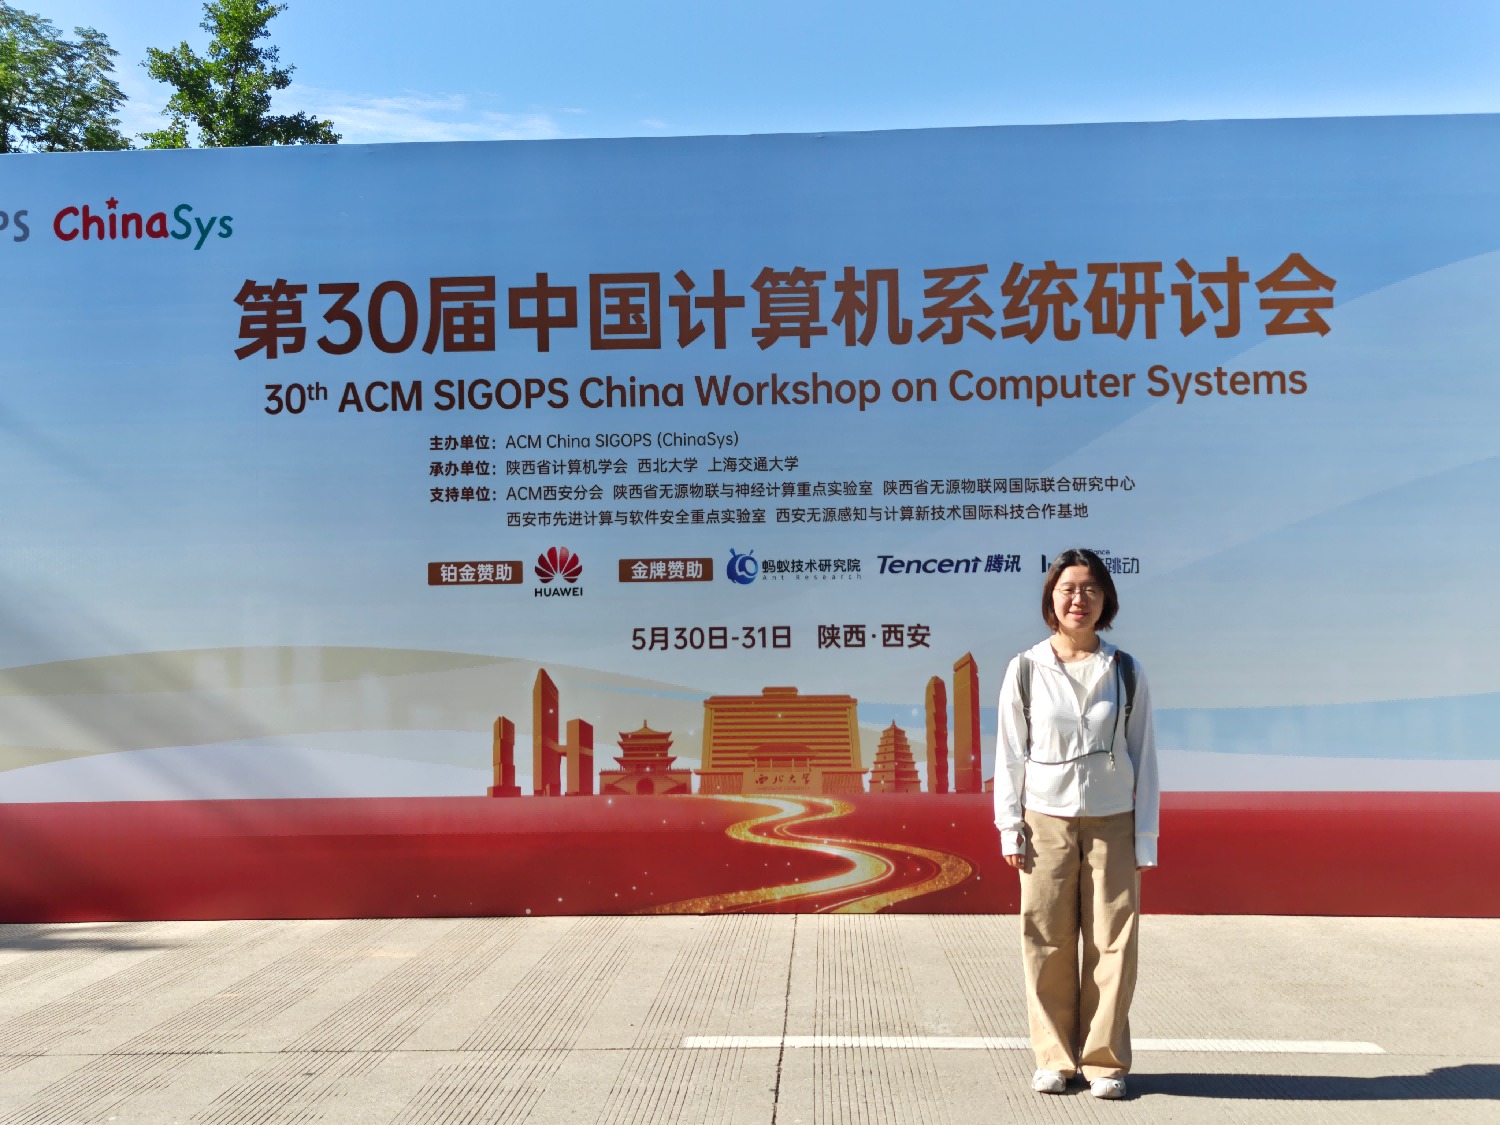 PS ChinaSys
第30届中国计算机系统研讨会
30th ACM SIGOPS China Workshop on Computer Systems
主办单位：ACM China SIGOPS (ChinaSys)
承办单位：陕西省计算机学会 西北大学 上海交通大学
支持单位：ACM西安分会 陕西省无源物联与神经计算重点实验室 陕西省无源物联网国际联合研究中心
西安市先进计算与软件安全重点实验室 西安无源感知与计算新技术国际科技合作基地
铂金赞助 HUAWEI 金牌赞助 蚂蚁技术研究院 Ant Research Tencent 腾讯 跳动
5月30日-31日 陕西·西安
西北大学